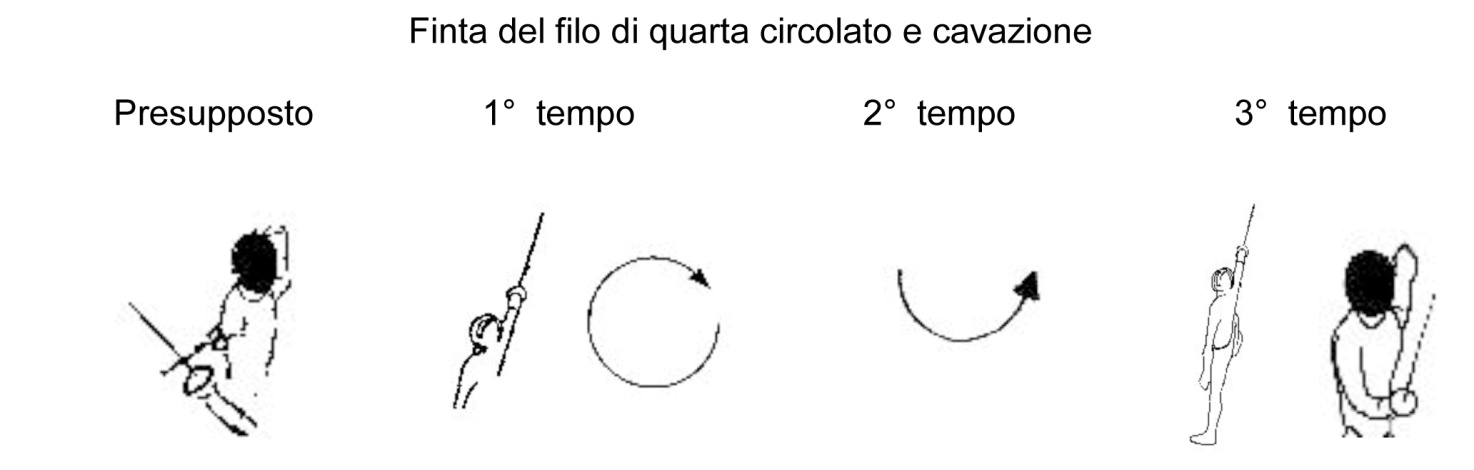 Finta del filo di quarta circolato e cavazione
Presupposto 1° tempo 2° tempo 3° tempo